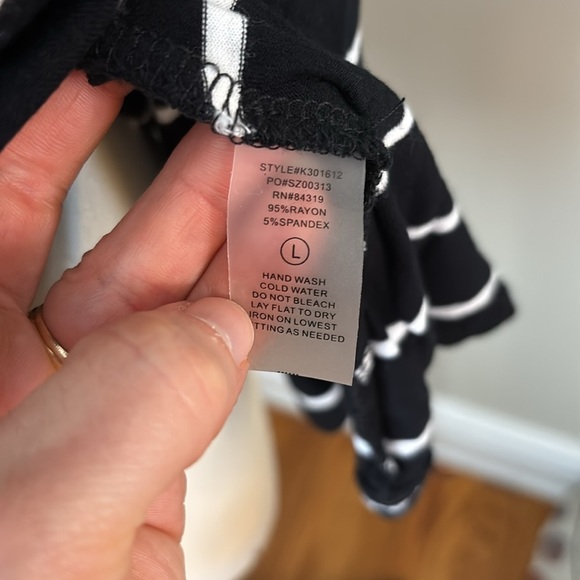 STYLE#K301612
PO#SZ00313
RN#84319
95%RAYON
5%SPANDEX
L
HAND WASH
COLD WATER
DO NOT BLEACH
LAY FLAT TO DRY
IRON ON LOWEST
TTING AS NEEDED